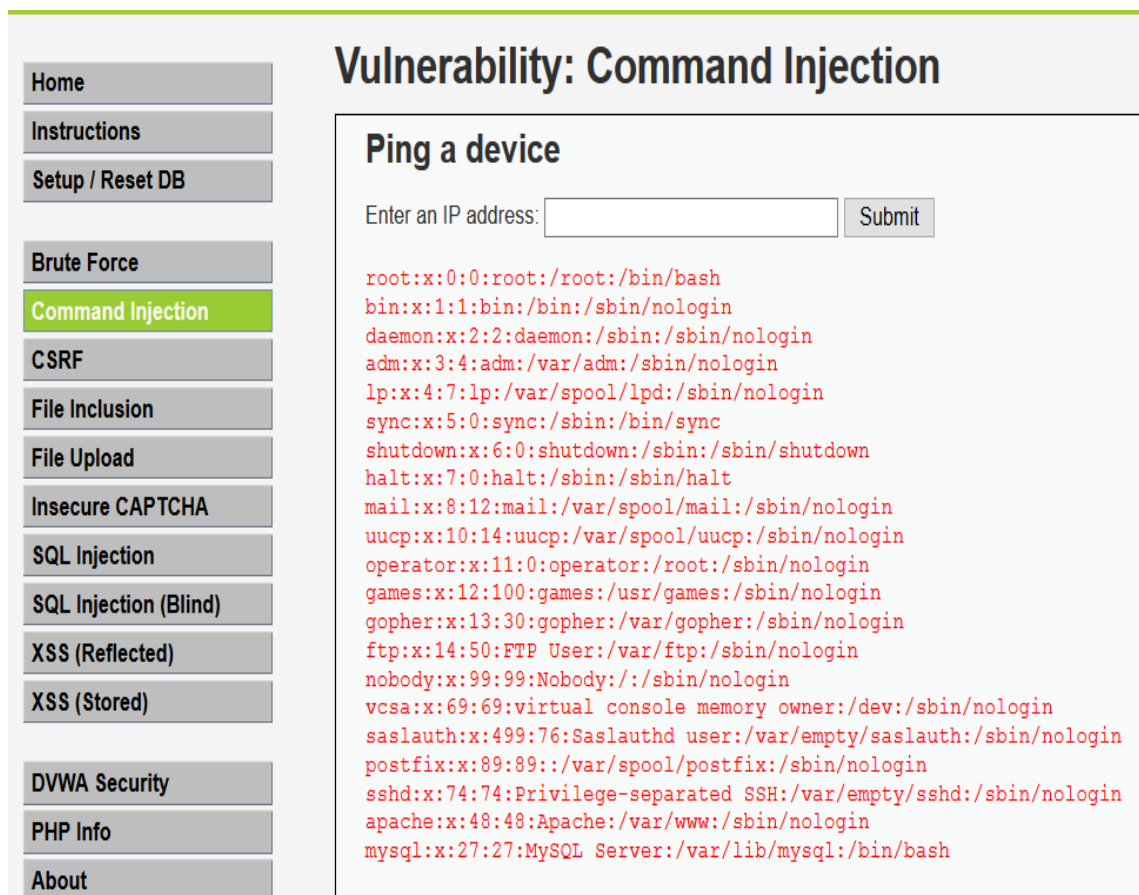 Home
Instructions
Setup / Reset DB
Brute Force
Command Injection
CSRF
File Inclusion
File Upload
Insecure CAPTCHA
SQL Injection
SQL Injection (Blind)
XSS (Reflected)
XSS (Stored)
DVWA Security
PHP Info
About
Vulnerability: Command Injection
Ping a device
Enter an IP address: Submit
root:x:0:0:root:/root:/bin/bash
bin:x:1:1:bin:/bin:/sbin/nologin
daemon:x:2:2:daemon:/sbin:/sbin/nologin
adm:x:3:4:adm:/var/adm:/sbin/nologin
lp:x:4:7:lp:/var/spool/lpd:/sbin/nologin
sync:x:5:0:sync:/sbin:/bin/sync
shutdown:x:6:0:shutdown:/sbin:/sbin/shutdown
halt:x:7:0:halt:/sbin:/sbin/halt
mail:x:8:12:mail:/var/spool/mail:/sbin/nologin
uucp:x:10:14:uucp:/var/spool/uucp:/sbin/nologin
operator:x:11:0:operator:/root:/sbin/nologin
games:x:12:100:games:/usr/games:/sbin/nologin
gopher:x:13:30:gopher:/var/gopher:/sbin/nologin
ftp:x:14:50:FTP User:/var/ftp:/sbin/nologin
nobody:x:99:99:Nobody:/:/sbin/nologin
vcsa:x:69:69:virtual console memory owner:/dev:/sbin/nologin
saslauth:x:499:76:Saslauthd user:/var/empty/saslauth:/sbin/nologin
postfix:x:89:89::/var/spool/postfix:/sbin/nologin
sshd:x:74:74:Privilege-separated SSH:/var/empty/sshd:/sbin/nologin
apache:x:48:48:Apache:/var/www:/sbin/nologin
mysql:x:27:27:MySQL Server:/var/lib/mysql:/bin/bash